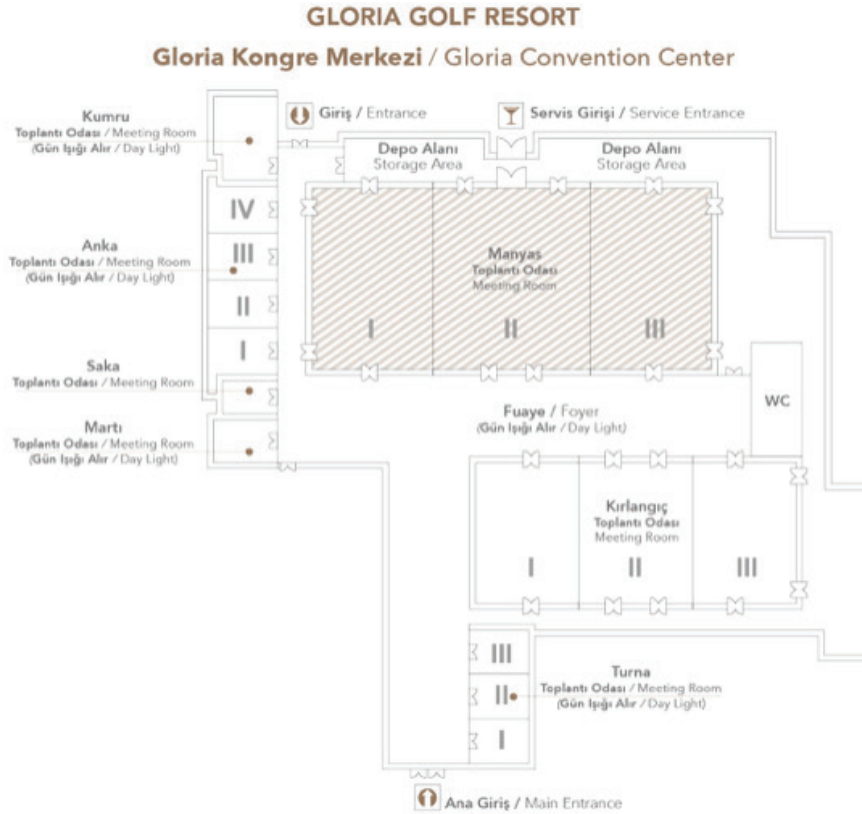 GLORIA GOLF RESORT
Gloria Kongre Merkezi / Gloria Convention Center
Kumru
Toplantı Odası / Meeting Room
(Gün Işığı Alır / Day Light)
Giriş / Entrance
Servis Girişi / Service Entrance
Depo Alanı
Storage Area
Depo Alanı
Storage Area
IV
III
II
I
Anka
Toplantı Odası / Meeting Room
(Gün Işığı Alır / Day Light)
Manyas
Toplantı Odası
Meeting Room
I
II
III
Saka
Toplantı Odası / Meeting Room
Martı
Toplantı Odası / Meeting Room
(Gün Işığı Alır / Day Light)
Fuaye / Foyer
(Gün Işığı Alır / Day Light)
WC
Kırlangıç
Toplantı Odası
Meeting Room
I
II
III
III
II
I
Turna
Toplantı Odası / Meeting Room
(Gün Işığı Alır / Day Light)
Ana Giriş / Main Entrance